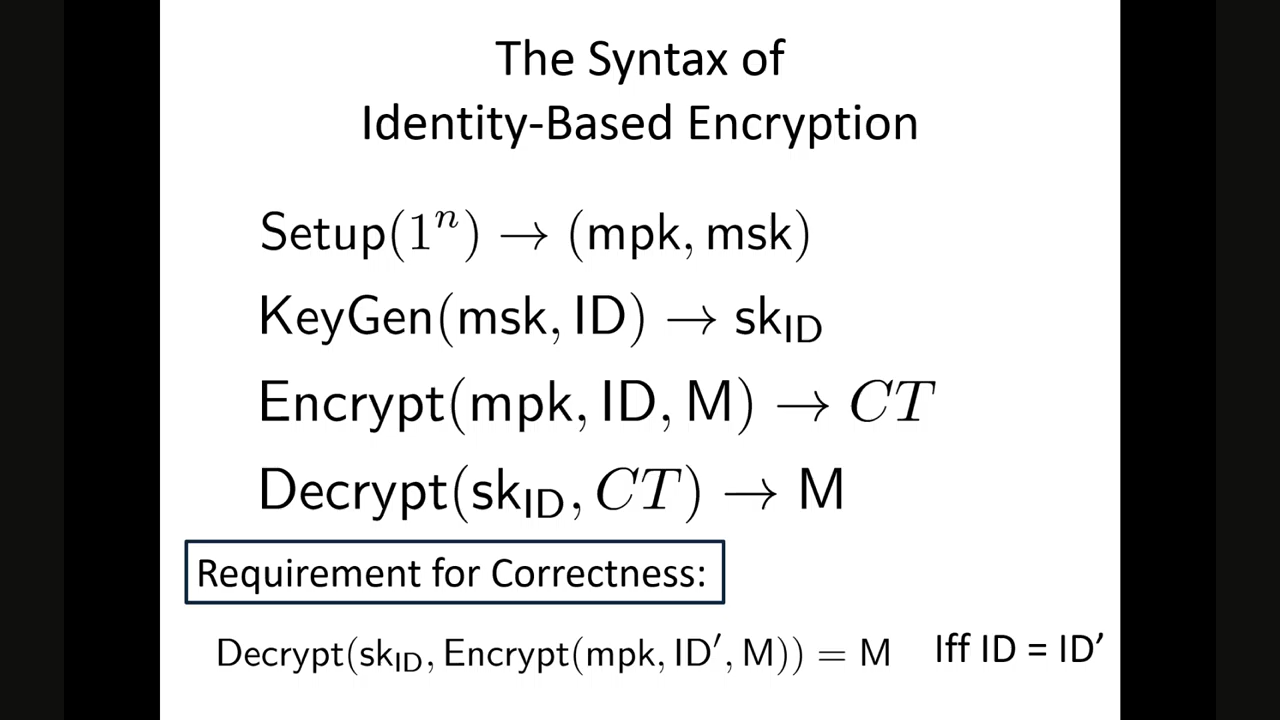 The Syntax of
Identity-Based Encryption
Setup(1ⁿ) → (mpk, msk)
KeyGen(msk, ID) → sk_ID
Encrypt(mpk, ID, M) → CT
Decrypt(sk_ID, CT) → M
Requirement for Correctness:
Decrypt(sk_ID, Encrypt(mpk, ID′, M)) = M Iff ID = ID’